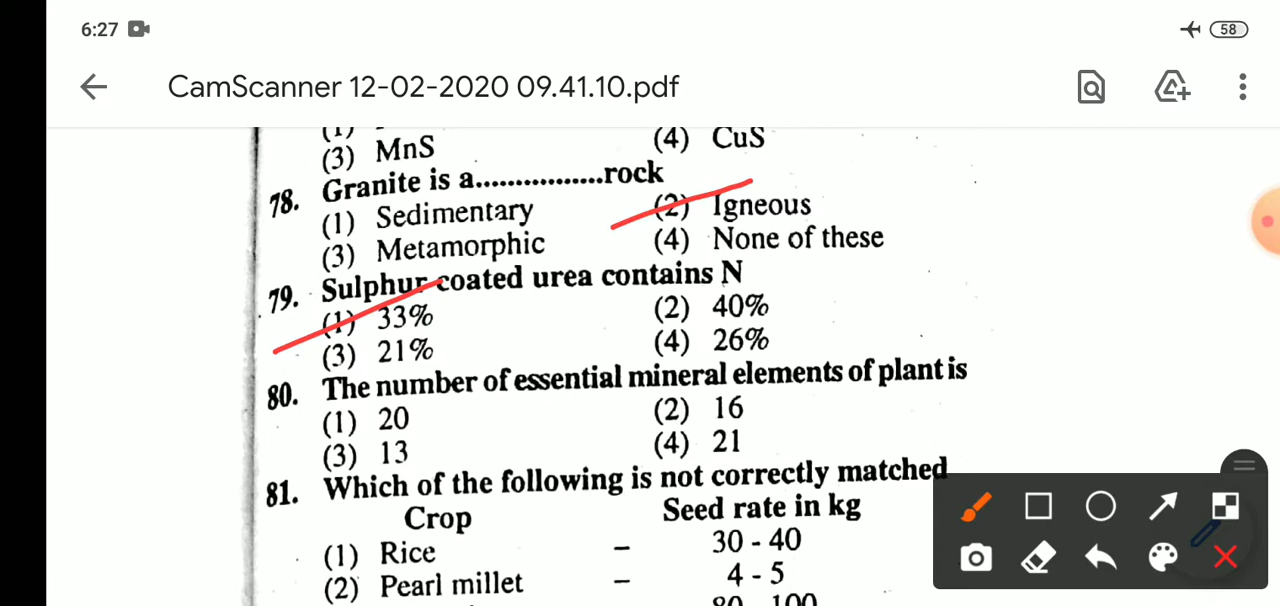 6:27 58
CamScanner 12-02-2020 09.41.10.pdf
(1)
(3) MnS (4) CuS
78. Granite is a................rock
(1) Sedimentary (2) Igneous
(3) Metamorphic (4) None of these
79. Sulphur coated urea contains N
(1) 33% (2) 40%
(3) 21% (4) 26%
80. The number of essential mineral elements of plant is
(1) 20 (2) 16
(3) 13 (4) 21
81. Which of the following is not correctly matched
Crop Seed rate in kg
(1) Rice – 30 - 40
(2) Pearl millet – 4 - 5
80 100